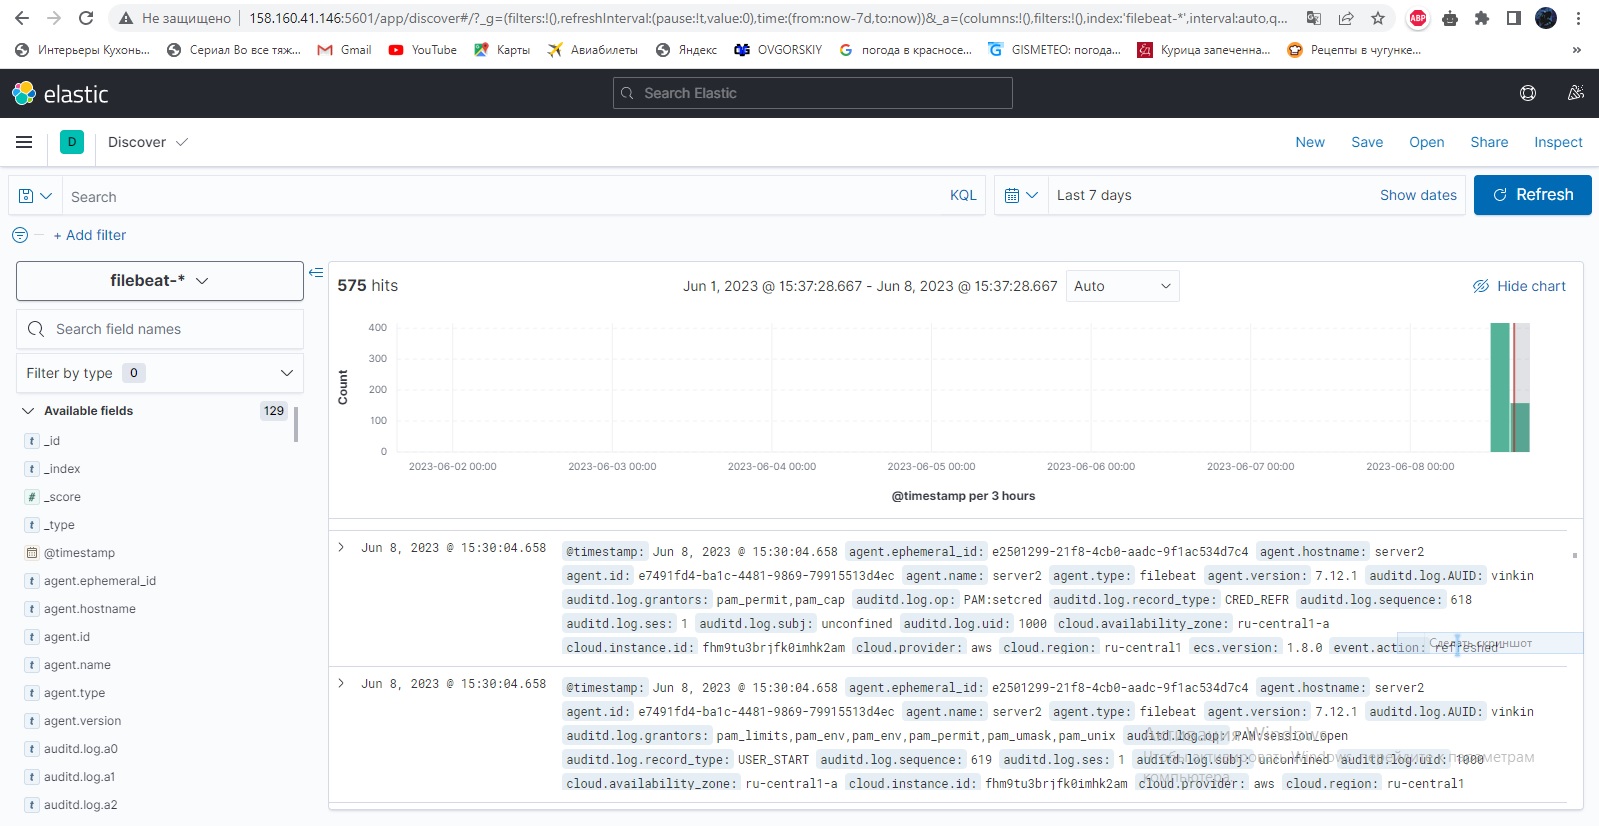 Не защищено 158.160.41.146:5601/app/discover#/?_g=(filters:!(),refreshInterval:(pause:!t,value:0),time:(from:now-7d,to:now))&_a=(columns:!(),filters:!(),index:'filebeat-*',interval:auto,q... ABP
Интерьеры Кухонь... Сериал Во все тяж... Gmail YouTube Карты Авиабилеты Яндекс OVGORSKIY погода в красносе... GISMETEO: погода... Курица запеченна... Рецепты в чугунке... »
elastic Search Elastic
D Discover New Save Open Share Inspect
Search KQL Last 7 days Show dates Refresh
+ Add filter
filebeat-* 575 hits Jun 1, 2023 @ 15:37:28.667 - Jun 8, 2023 @ 15:37:28.667 Auto Hide chart
Search field names
Filter by type 0
Available fields 129
t _id
t _index
# _score
t _type
@timestamp
t agent.ephemeral_id
t agent.hostname
t agent.id
t agent.name
t agent.type
t agent.version
t auditd.log.a0
t auditd.log.a1
t auditd.log.a2
400
300
200
100
0
Count
2023-06-02 00:00 2023-06-03 00:00 2023-06-04 00:00 2023-06-05 00:00 2023-06-06 00:00 2023-06-07 00:00 2023-06-08 00:00
@timestamp per 3 hours
Jun 8, 2023 @ 15:30:04.658 @timestamp: Jun 8, 2023 @ 15:30:04.658 agent.ephemeral_id: e2501299-21f8-4cb0-aadc-9f1ac534d7c4 agent.hostname: server2
agent.id: e7491fd4-ba1c-4481-9869-79915513d4ec agent.name: server2 agent.type: filebeat agent.version: 7.12.1 auditd.log.AUID: vinkin
auditd.log.grantors: pam_permit,pam_cap auditd.log.op: PAM:setcred auditd.log.record_type: CRED_REFR auditd.log.sequence: 618
auditd.log.ses: 1 auditd.log.subj: unconfined auditd.log.uid: 1000 cloud.availability_zone: ru-central1-a
cloud.instance.id: fhm9tu3brjfk0imhk2am cloud.provider: aws cloud.region: ru-central1 ecs.version: 1.8.0 event.action: refreshed-
Сделать скриншот
Jun 8, 2023 @ 15:30:04.658 @timestamp: Jun 8, 2023 @ 15:30:04.658 agent.ephemeral_id: e2501299-21f8-4cb0-aadc-9f1ac534d7c4 agent.hostname: server2
agent.id: e7491fd4-ba1c-4481-9869-79915513d4ec agent.name: server2 agent.type: filebeat agent.version: 7.12.1 auditd.log.AUID: vinkin
auditd.log.grantors: pam_limits,pam_env,pam_env,pam_permit,pam_umask,pam_unix auditd.log.op: PAM:session_open
auditd.log.record_type: USER_START auditd.log.sequence: 619 auditd.log.ses: 1 auditd.log.subj: unconfined auditd.log.uid: 1000
cloud.availability_zone: ru-central1-a cloud.instance.id: fhm9tu3brjfk0imhk2am cloud.provider: aws cloud.region: ru-central1
Активация Windows
Чтобы активировать Windows, перейдите к параметрам
компьютера.